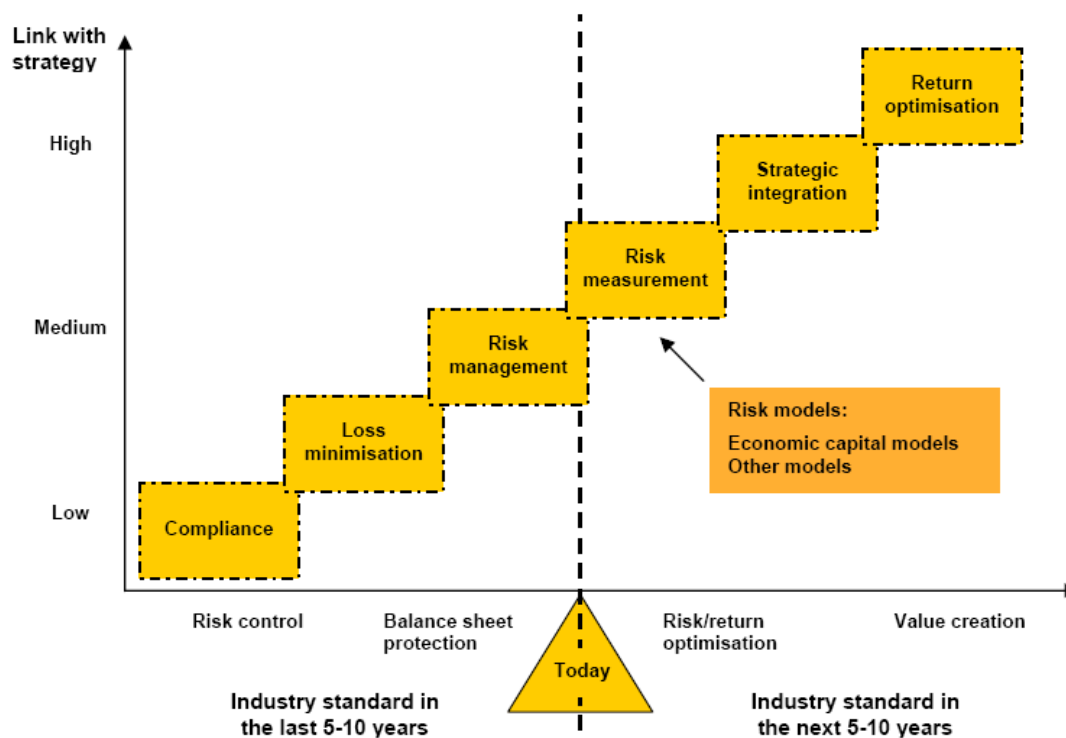 Link with
strategy
High
Medium
Low
Return
optimisation
Strategic
integration
Risk
measurement
Risk
management
Loss
minimisation
Compliance
Risk models:
Economic capital models
Other models
Risk control
Balance sheet
protection
Risk/return
optimisation
Value creation
Today
Industry standard in
the last 5-10 years
Industry standard in
the next 5-10 years